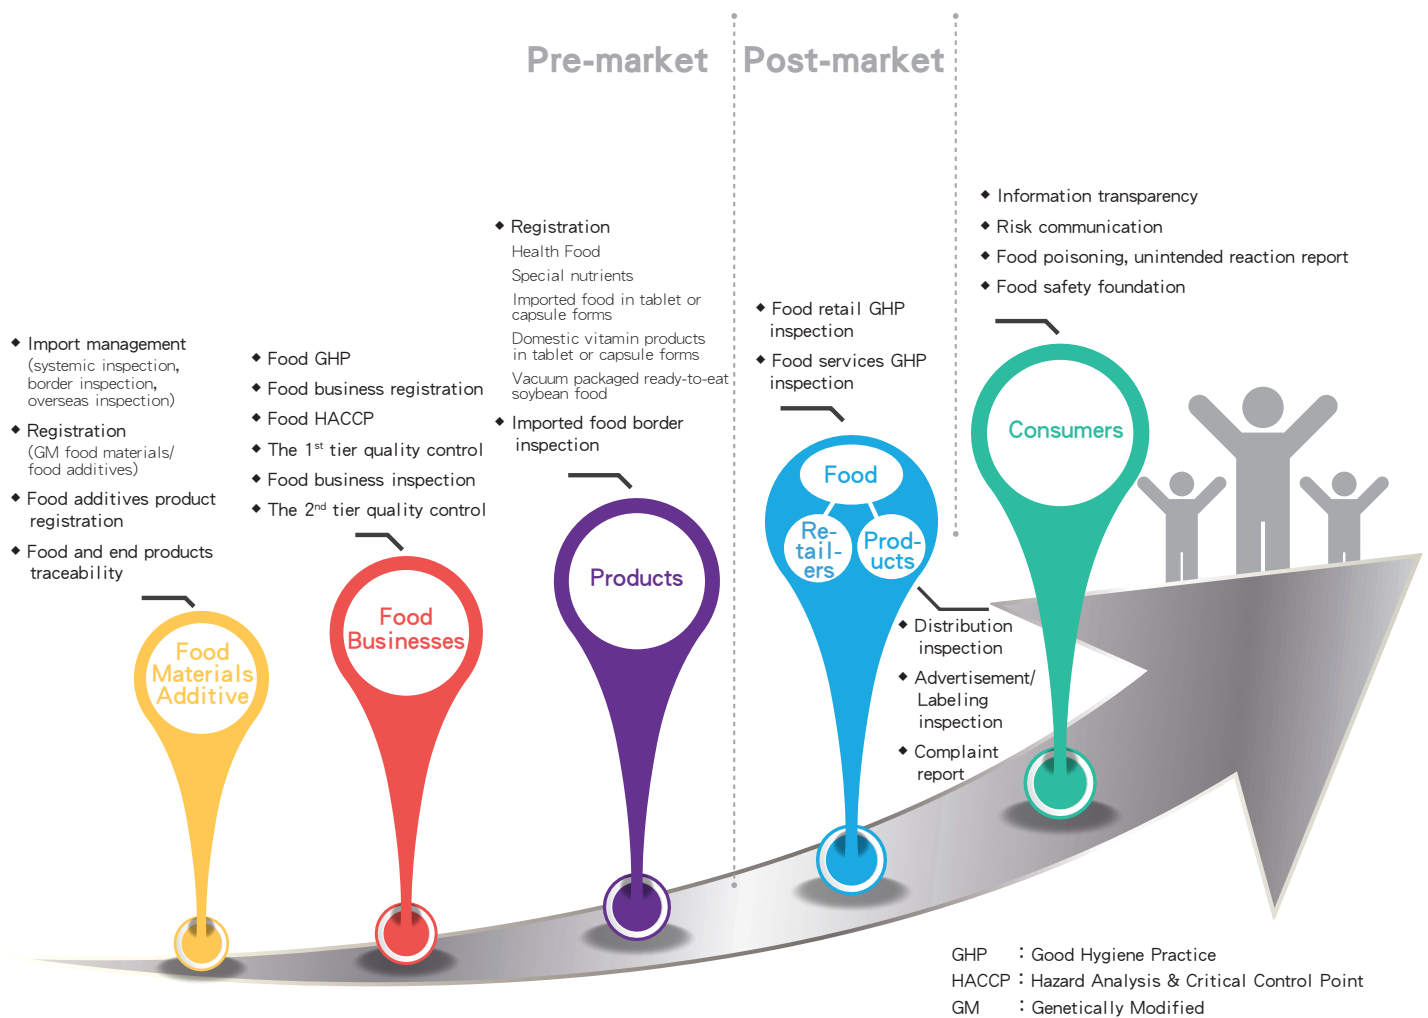 Pre-market
Post-market
◆ Import management
(systemic inspection,
border inspection,
overseas inspection)
◆ Registration
(GM food materials/
food additives)
◆ Food additives product
registration
◆ Food and end products
traceability
Food
Materials
Additive
◆ Food GHP
◆ Food business registration
◆ Food HACCP
◆ The 1st tier quality control
◆ Food business inspection
◆ The 2nd tier quality control
Food
Businesses
◆ Registration
Health Food
Special nutrients
Imported food in tablet or
capsule forms
Domestic vitamin products
in tablet or capsule forms
Vacuum packaged ready-to-eat
soybean food
◆ Imported food border
inspection
Products
◆ Food retail GHP
inspection
◆ Food services GHP
inspection
Food
Re-
tail-
ers
Prod-
ucts
◆ Distribution
inspection
◆ Advertisement/
Labeling
inspection
◆ Complaint
report
◆ Information transparency
◆ Risk communication
◆ Food poisoning, unintended reaction report
◆ Food safety foundation
Consumers
GHP : Good Hygiene Practice
HACCP : Hazard Analysis & Critical Control Point
GM : Genetically Modified